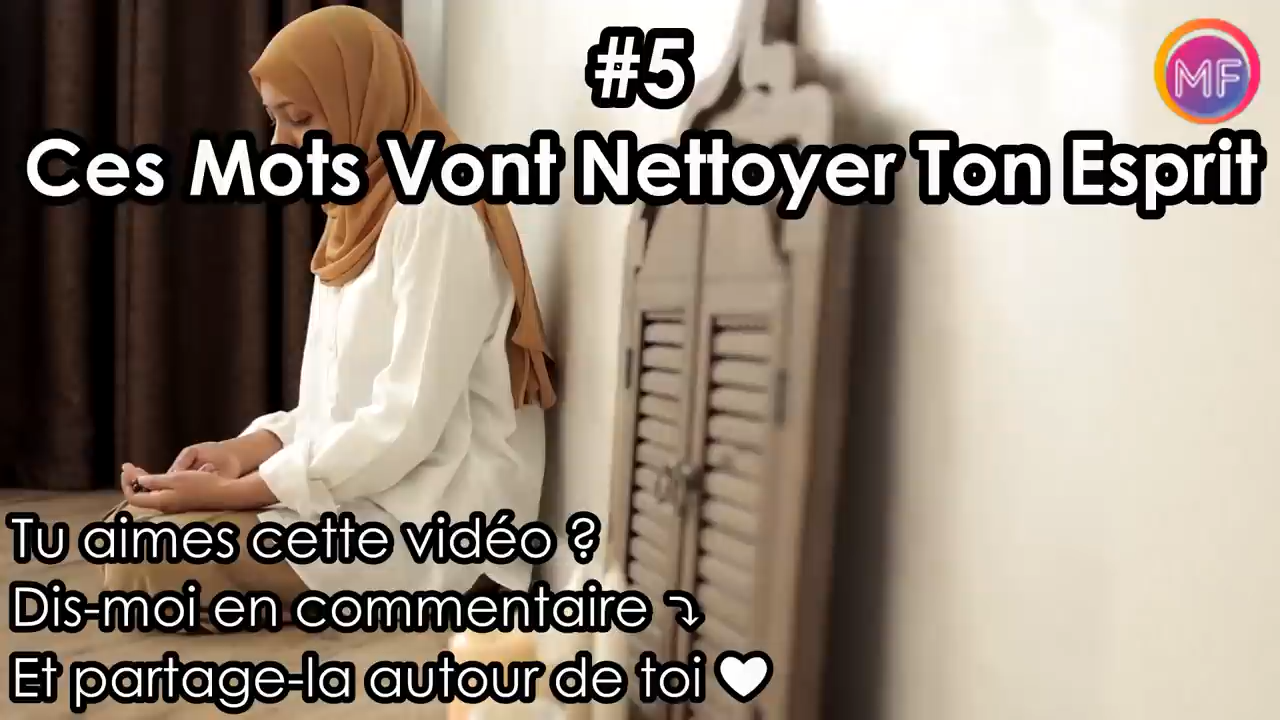 #5
MF
Ces Mots Vont Nettoyer Ton Esprit
Tu aimes cette vidéo ?
Dis-moi en commentaire ⤵
Et partage-la autour de toi ♥